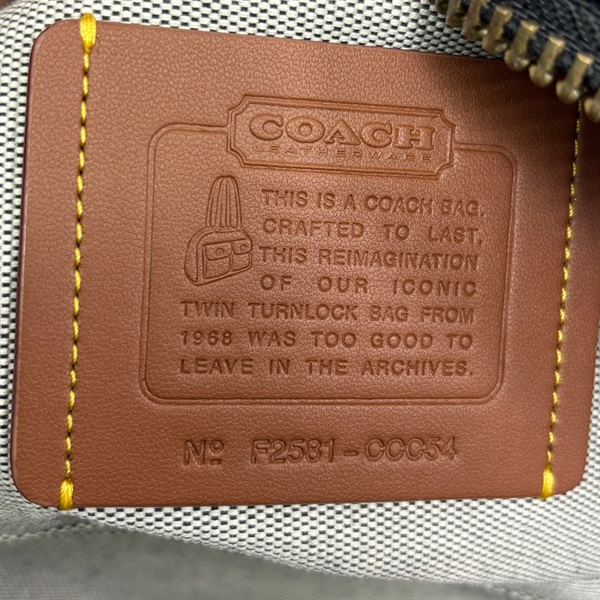 COACH
LEATHERWARE
THIS IS A COACH BAG.
CRAFTED TO LAST,
THIS REIMAGINATION
OF OUR ICONIC
TWIN TURNLOCK BAG FROM
1968 WAS TOO GOOD TO
LEAVE IN THE ARCHIVES.
Nº F2581-CCC54